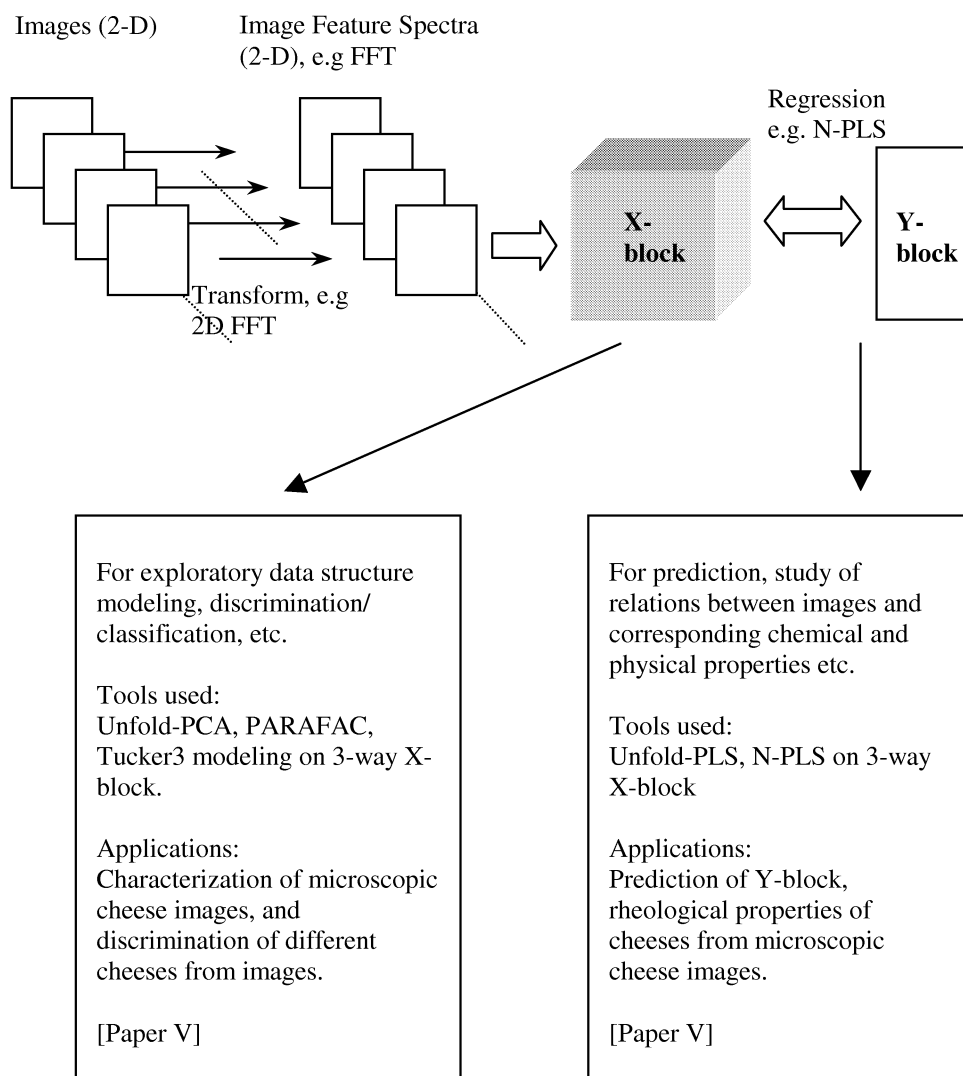 Images (2-D)
Image Feature Spectra
(2-D), e.g FFT
Regression
e.g. N-PLS
X-
block
Y-
block
Transform, e.g
2D FFT
For exploratory data structure
modeling, discrimination/
classification, etc.
Tools used:
Unfold-PCA, PARAFAC,
Tucker3 modeling on 3-way X-
block.
Applications:
Characterization of microscopic
cheese images, and
discrimination of different
cheeses from images.
[Paper V]
For prediction, study of
relations between images and
corresponding chemical and
physical properties etc.
Tools used:
Unfold-PLS, N-PLS on 3-way
X-block
Applications:
Prediction of Y-block,
rheological properties of
cheeses from microscopic
cheese images.
[Paper V]